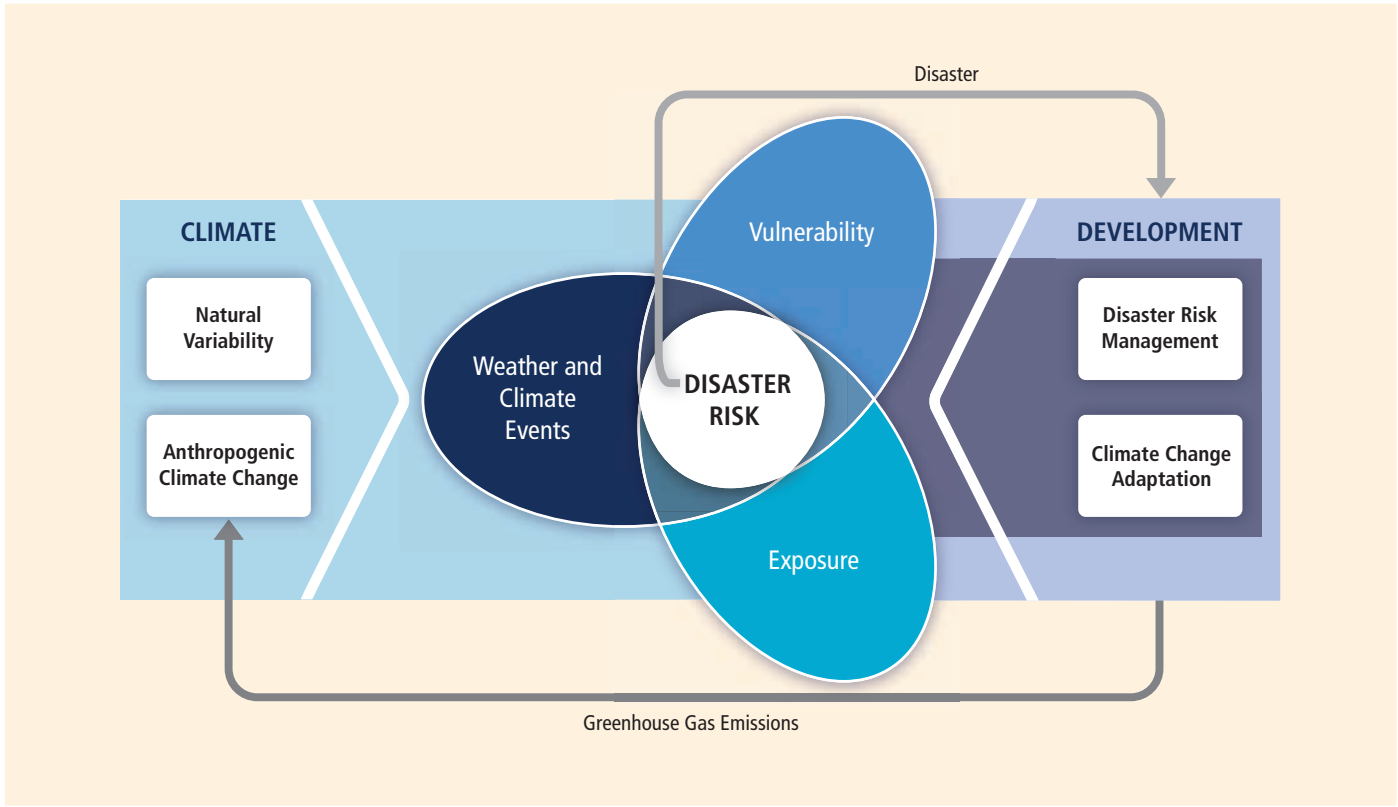 Disaster
CLIMATE
Natural
Variability
Anthropogenic
Climate Change
Weather and
Climate
Events
Vulnerability
DISASTER
RISK
Exposure
DEVELOPMENT
Disaster Risk
Management
Climate Change
Adaptation
Greenhouse Gas Emissions